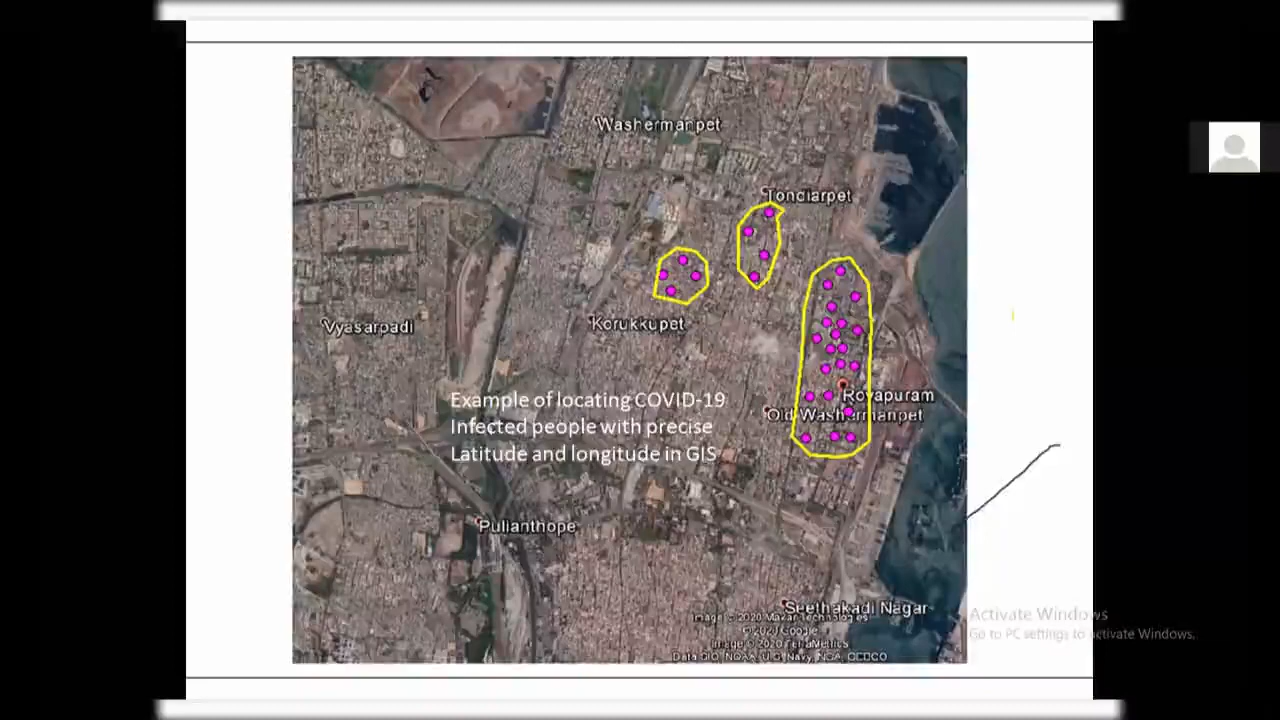 Washermanpet
Tondiarpet
Korukkupet
Vyasarpadi
Royapuram
Old Washermanpet
Example of locating COVID-19
Infected people with precise
Latitude and longitude in GIS
Pulianthope
Seethakadi Nagar
Image © 2020 Maxar Technologies
© 2020 Google
Image © 2020 TerraMetrics
Data SIO, NOAA, U.S. Navy, NGA, GEBCO
Activate Windows
Go to PC settings to activate Windows.